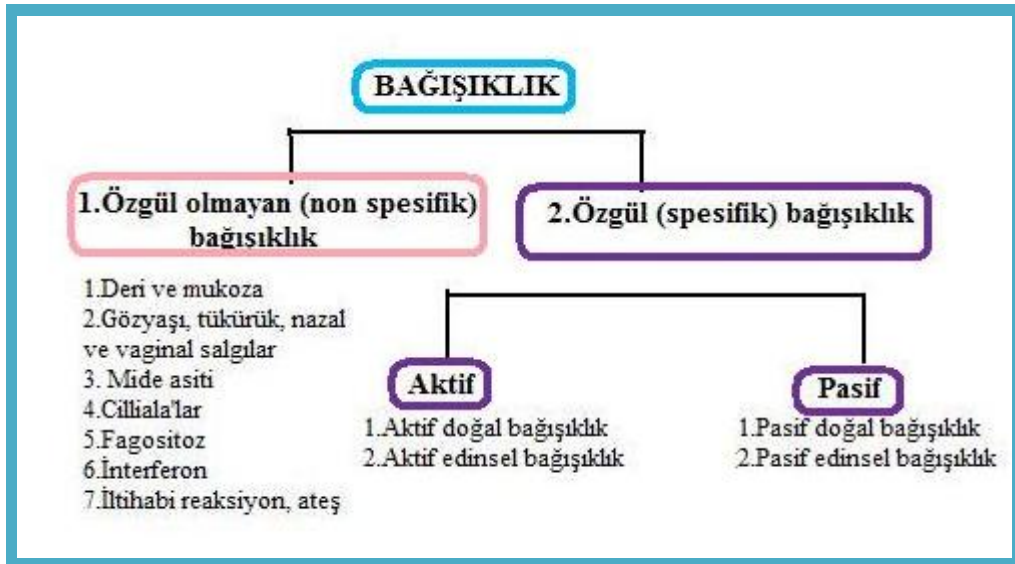 BAĞIŞIKLIK
1.Özgül olmayan (non spesifik)
bağışıklık
2.Özgül (spesifik) bağışıklık
1.Deri ve mukoza
2.Gözyaşı, tükürük, nazal
ve vaginal salgılar
3. Mide asiti
4.Cilliala'lar
5.Fagositoz
6.İnterferon
7.İltihabi reaksiyon, ateş
Aktif
1.Aktif doğal bağışıklık
2.Aktif edinsel bağışıklık
Pasif
1.Pasif doğal bağışıklık
2.Pasif edinsel bağışıklık